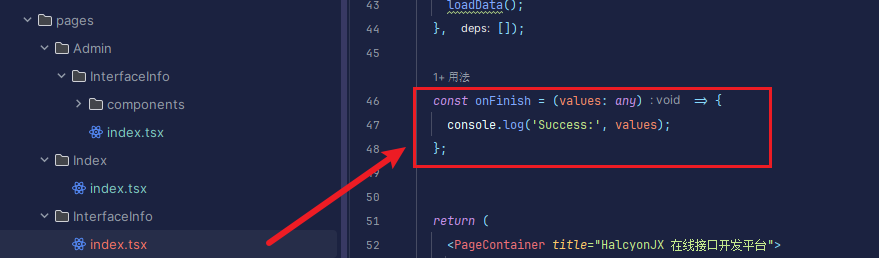 pages
Admin
InterfaceInfo
components
index.tsx
Index
index.tsx
InterfaceInfo
index.tsx
43 loadData();
44 }, deps: []);
45
1+ 用法
46 const onFinish = (values: any) : void => {
47 console.log('Success:', values);
48 };
49
50
51 return (
52 <PageContainer title="HalcyonJX 在线接口开发平台">